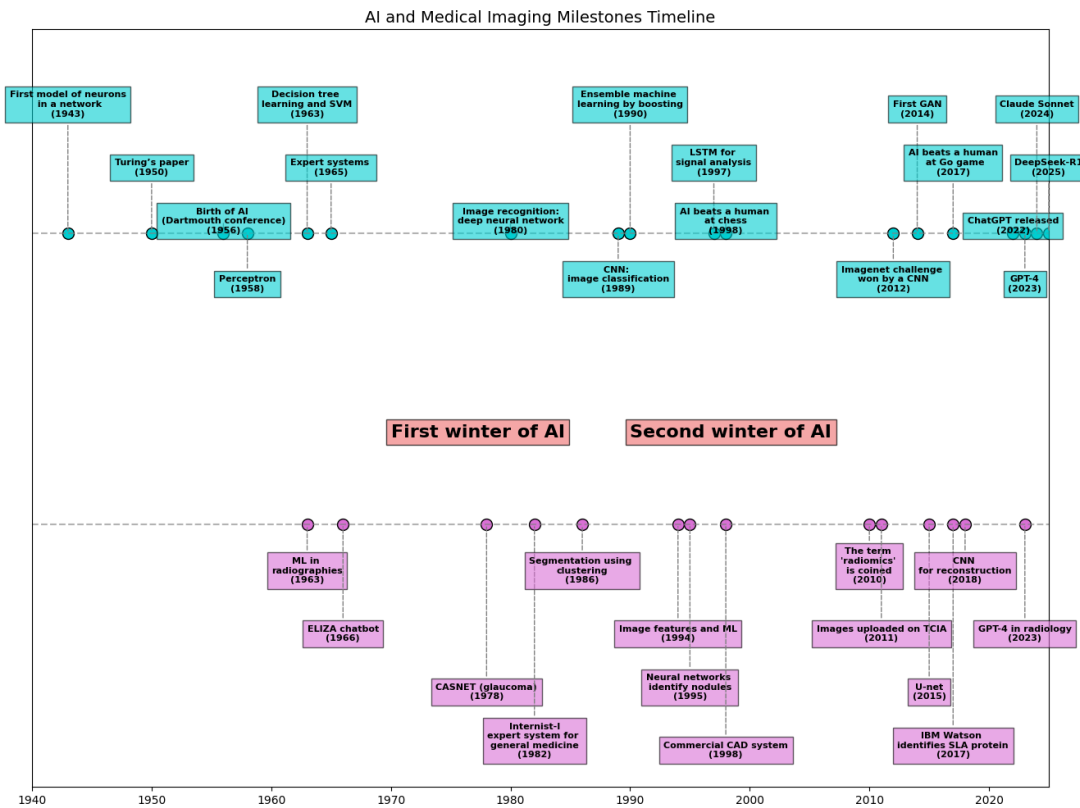 AI and Medical Imaging Milestones Timeline
First model of neurons
in a network
(1943)
Decision tree
learning and SVM
(1963)
Ensemble machine
learning by boosting
(1990)
First GAN
(2014)
Claude Sonnet
(2024)
Turing's paper
(1950)
Expert systems
(1965)
LSTM for
signal analysis
(1997)
AI beats a human
at Go game
(2017)
DeepSeek-R1
(2025)
Birth of AI
(Dartmouth conference)
(1956)
Image recognition:
deep neural network
(1980)
AI beats a human
at chess
(1998)
ChatGPT released
(2022)
Perceptron
(1958)
CNN:
image classification
(1989)
Imagenet challenge
won by a CNN
(2012)
GPT-4
(2023)
First winter of AI
Second winter of AI
ML in
radiographies
(1963)
Segmentation using
clustering
(1986)
The term
'radiomics'
is coined
(2010)
CNN
for reconstruction
(2018)
ELIZA chatbot
(1966)
Image features and ML
(1994)
Images uploaded on TCIA
(2011)
GPT-4 in radiology
(2023)
CASNET (glaucoma)
(1978)
Neural networks
identify nodules
(1995)
U-net
(2015)
Internist-I
expert system for
general medicine
(1982)
Commercial CAD system
(1998)
IBM Watson
identifies SLA protein
(2017)
1940
1950
1960
1970
1980
1990
2000
2010
2020